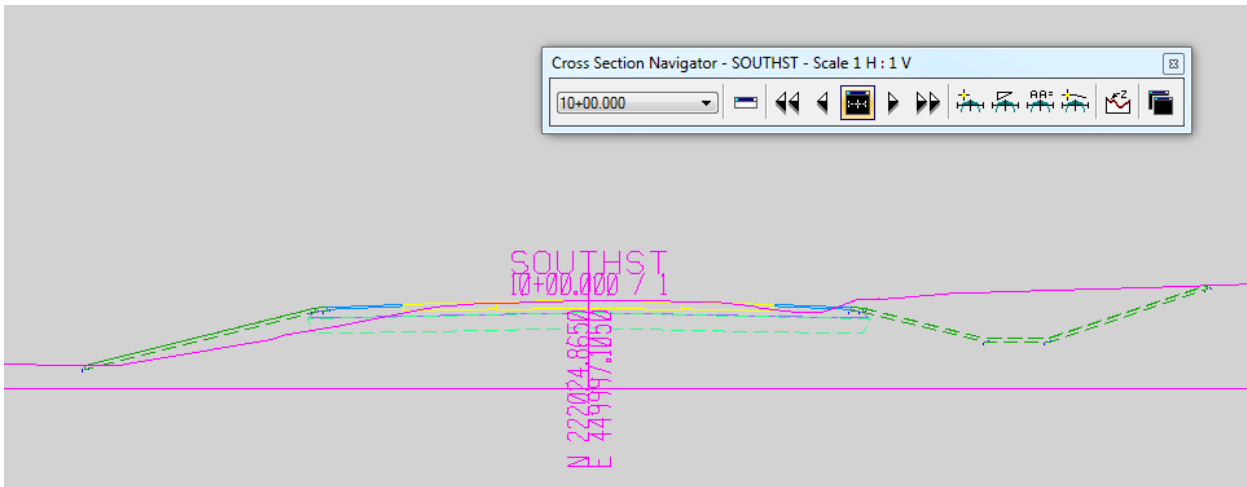 Cross Section Navigator - SOUTHST - Scale 1 H : 1 V
10+00.000
AA=
Z
SOUTHST
10+00.000 / 1
N 222024.8650
E 449997.1050